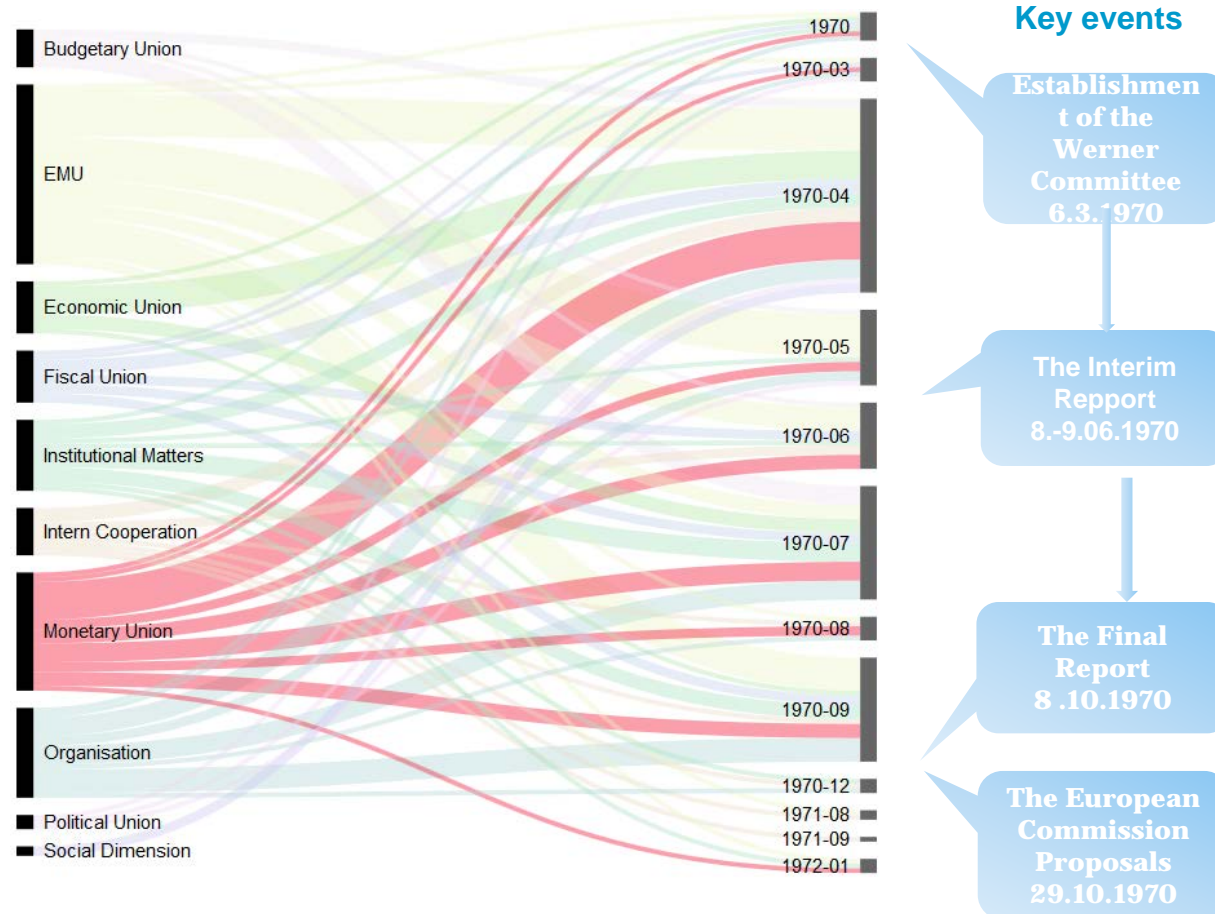 Budgetary Union
EMU
Economic Union
Fiscal Union
Institutional Matters
Intern Cooperation
Monetary Union
Organisation
Political Union
Social Dimension
1970
1970-03
1970-04
1970-05
1970-06
1970-07
1970-08
1970-09
1970-12
1971-08
1971-09
1972-01
Key events
Establishmen
t of the
Werner
Committee
6.3.1970
The Interim
Repport
8.-9.06.1970
The Final
Report
8 .10.1970
The European
Commission
Proposals
29.10.1970